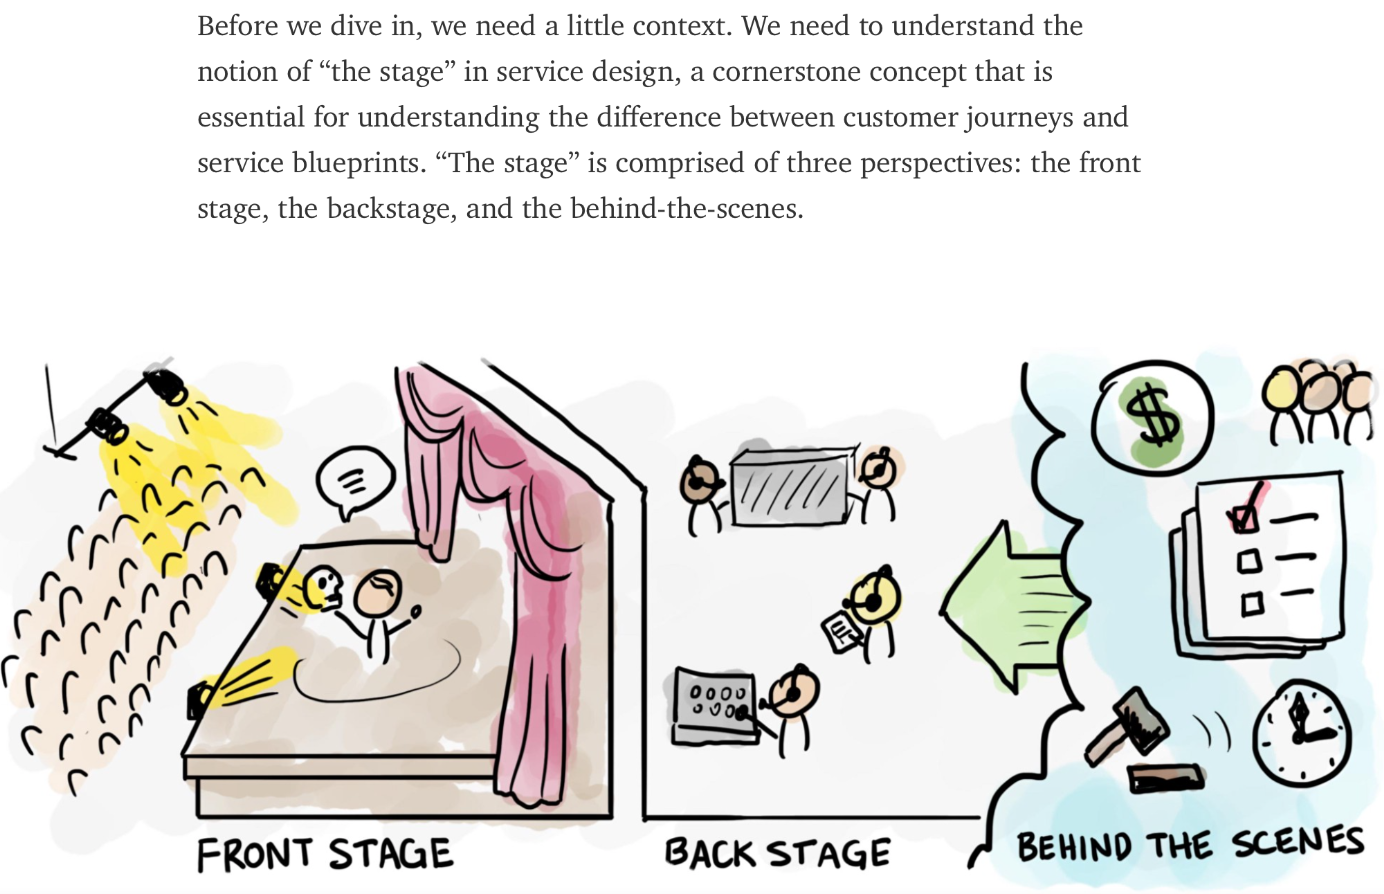 Before we dive in, we need a little context. We need to understand the
notion of “the stage” in service design, a cornerstone concept that is
essential for understanding the difference between customer journeys and
service blueprints. “The stage” is comprised of three perspectives: the front
stage, the backstage, and the behind-the-scenes.
$
FRONT STAGE
BACK STAGE
BEHIND THE SCENES